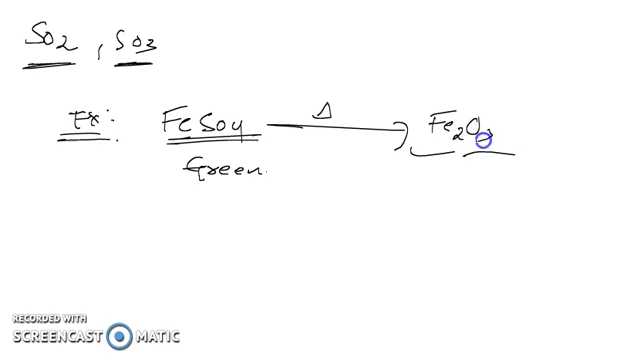 SO2, SO3
Ex: FeSO4 Δ Fe2O3
Green.
RECORDED WITH
SCREENCAST MATIC